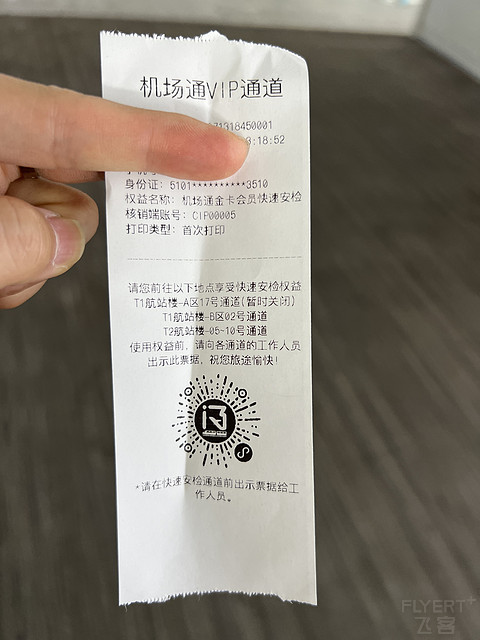 机场通VIP通道
71318450001
:18:52
身份证: 5101**********3510
权益名称: 机场通金卡会员快速安检
核销端账号: CIP00005
打印类型: 首次打印
请您前往以下地点享受快速安检权益
T1航站楼-A区17号通道(暂时关闭)
T1航站楼-B区02号通道
T2航站楼-05-10号通道
使用权益前, 请向各通道的工作人员
出示此票据, 祝您旅途愉快!
*请在快速安检通道前出示票据给工
作人员。
FLYERT+
飞客